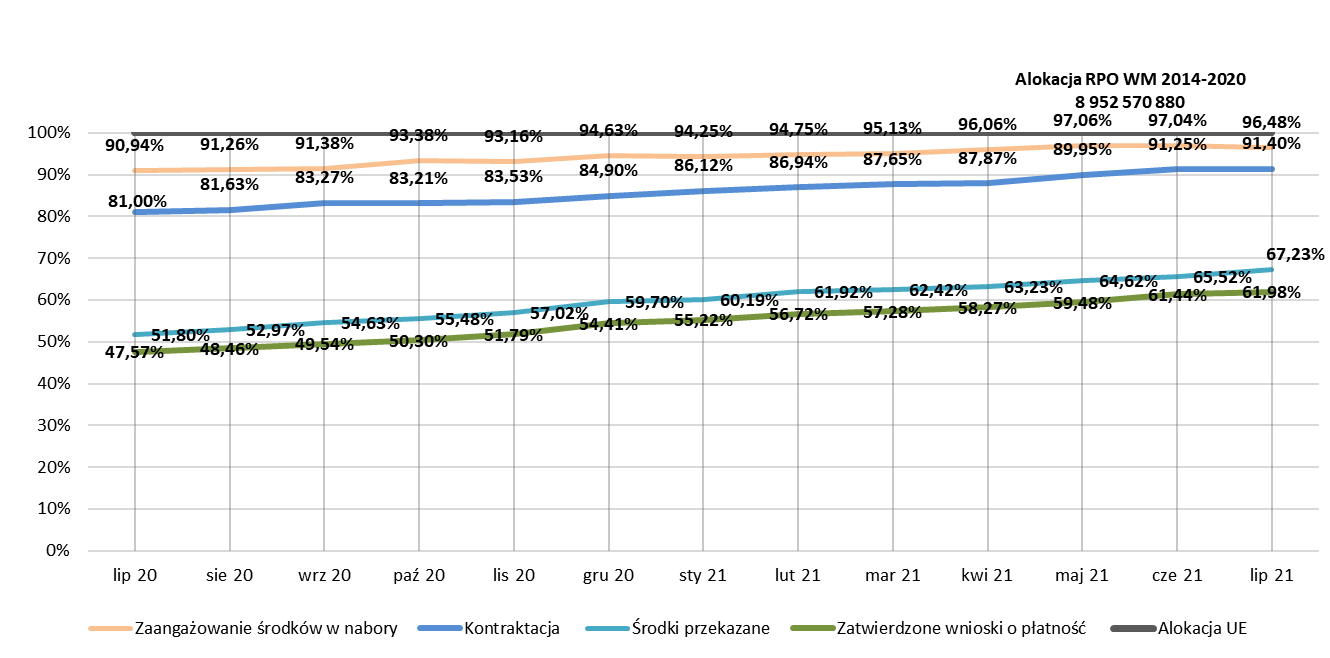 Alokacja RPO WM 2014-2020
8 952 570 880
100%
90%
80%
70%
60%
50%
40%
30%
20%
10%
0%
90,94% 91,26% 91,38% 93,38% 93,16% 94,63% 94,25% 94,75% 95,13% 96,06% 97,06% 97,04% 96,48%
81,00% 81,63% 83,27% 83,21% 83,53% 84,90% 86,12% 86,94% 87,65% 87,87% 89,95% 91,25% 91,40%
51,80% 52,97% 54,63% 55,48% 57,02% 59,70% 60,19% 61,92% 62,42% 63,23% 64,62% 65,52% 67,23%
47,57% 48,46% 49,54% 50,30% 51,79% 54,41% 55,22% 56,72% 57,28% 58,27% 59,48% 61,44% 61,98%
lip 20 sie 20 wrz 20 paź 20 lis 20 gru 20 sty 21 lut 21 mar 21 kwi 21 maj 21 cze 21 lip 21
Zaangażowanie środków w nabory Kontraktacja Środki przekazane Zatwierdzone wnioski o płatność Alokacja UE